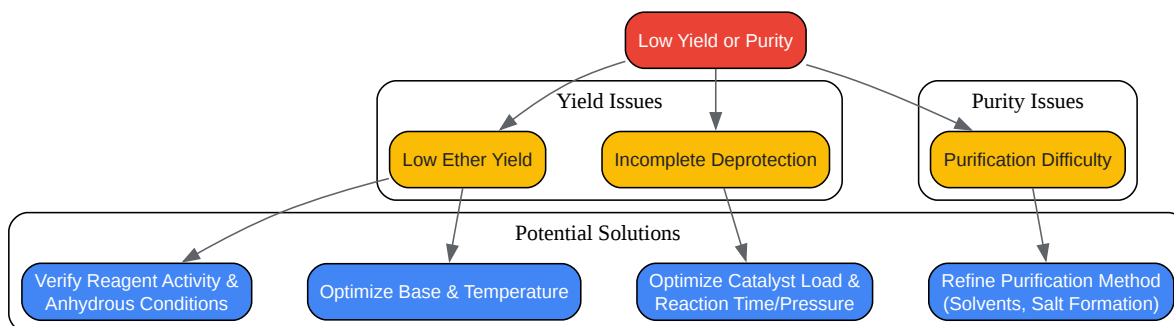 Low Yield or Purity
Yield Issues
Purity Issues
Low Ether Yield
Incomplete Deprotection
Purification Difficulty
Potential Solutions
Verify Reagent Activity &
Anhydrous Conditions
Optimize Base & Temperature
Optimize Catalyst Load &
Reaction Time/Pressure
Refine Purification Method
(Solvents, Salt Formation)